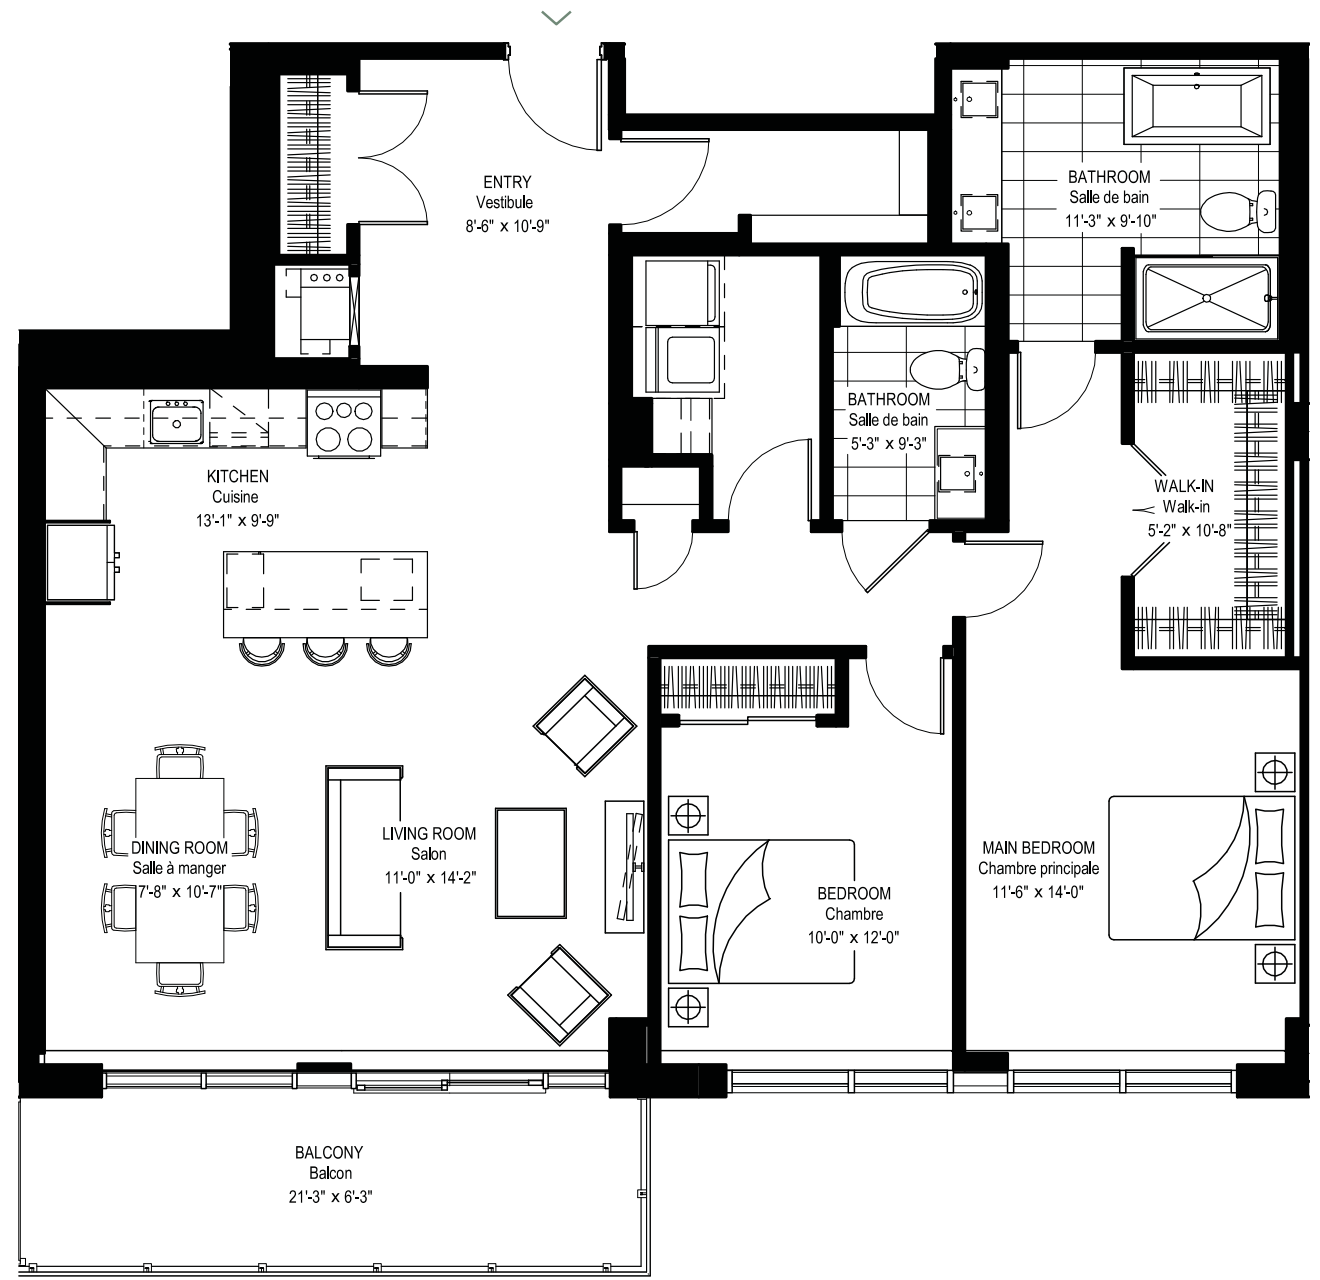 ENTRY
Vestibule
8'-6" x 10'-9"
BATHROOM
Salle de bain
11'-3" x 9'-10"
BATHROOM
Salle de bain
5'-3" x 9'-3"
KITCHEN
Cuisine
13'-1" x 9'-9"
WALK-IN
Walk-in
5'-2" x 10'-8"
DINING ROOM
Salle à manger
7'-8" x 10'-7"
LIVING ROOM
Salon
11'-0" x 14'-2"
BEDROOM
Chambre
10'-0" x 12'-0"
MAIN BEDROOM
Chambre principale
11'-6" x 14'-0"
BALCONY
Balcon
21'-3" x 6'-3"